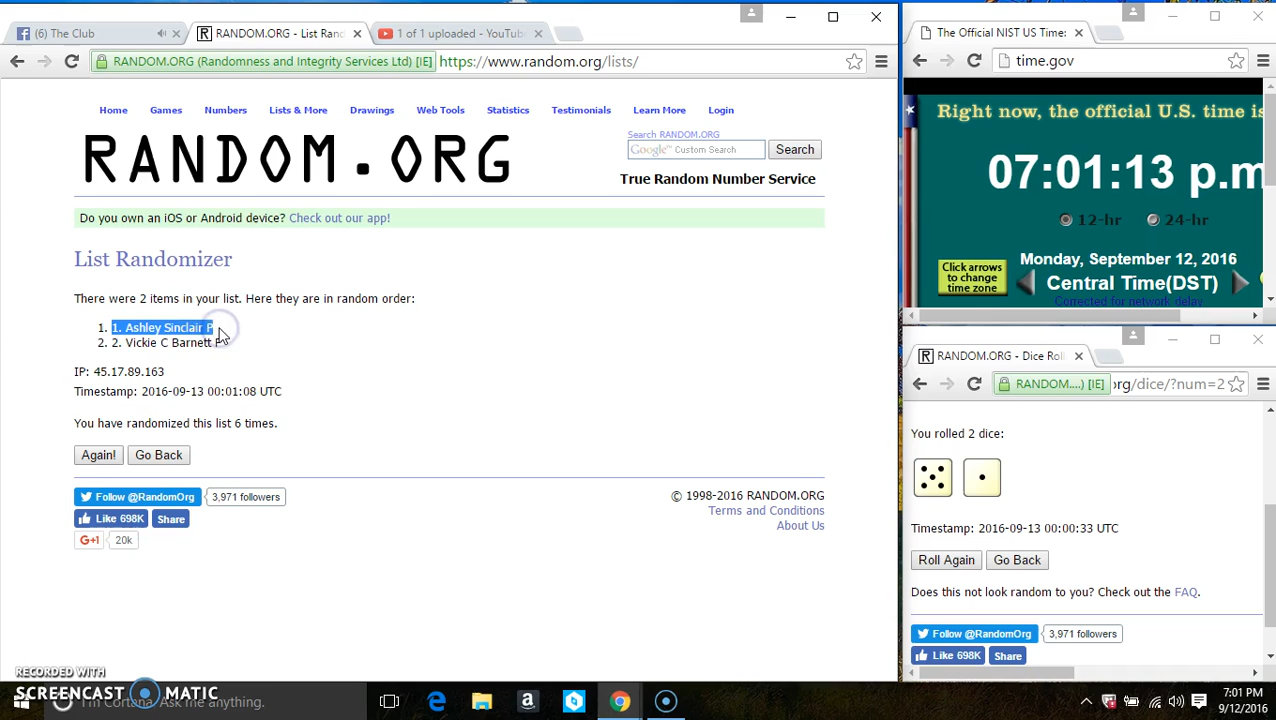 (6) The Club
RANDOM.ORG - List Rand
1 of 1 uploaded - YouTube
RANDOM.ORG (Randomness and Integrity Services Ltd) [IE] https://www.random.org/lists/
Home Games Numbers Lists & More Drawings Web Tools Statistics Testimonials Learn More Login
RANDOM.ORG
Search RANDOM.ORG
Google™ Custom Search Search
True Random Number Service
Do you own an iOS or Android device? Check out our app!
List Randomizer
There were 2 items in your list. Here they are in random order:
1. 1. Ashley Sinclair P
2. 2. Vickie C Barnett
IP: 45.17.89.163
Timestamp: 2016-09-13 00:01:08 UTC
You have randomized this list 6 times.
Again! Go Back
Follow @RandomOrg 3,971 followers
Like 698K Share
G+1 20k
© 1998-2016 RANDOM.ORG
Terms and Conditions
About Us
The Official NIST US Time:
time.gov
Right now, the official U.S. time is
07:01:13 p.m
12-hr 24-hr
Monday, September 12, 2016
Click arrows
to change
time zone
Central Time(DST)
Corrected for network delay
RANDOM.ORG - Dice Roll
RANDOM....) [IE] org/dice/?num=2
You rolled 2 dice:
Timestamp: 2016-09-13 00:00:33 UTC
Roll Again Go Back
Does this not look random to you? Check out the FAQ.
Follow @RandomOrg 3,971 followers
Like 698K Share
RECORDED WITH
SCREENCAST MATIC
I'm Cortana. Ask me anything.
7:01 PM
9/12/2016